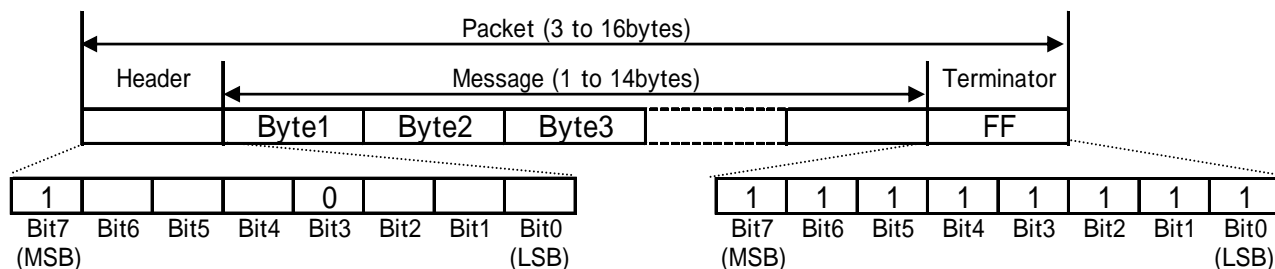 Packet (3 to 16bytes)
Header Message (1 to 14bytes) Terminator
Byte1 Byte2 Byte3 FF
1 0 1 1 1 1 1 1 1 1
Bit7 Bit6 Bit5 Bit4 Bit3 Bit2 Bit1 Bit0 Bit7 Bit6 Bit5 Bit4 Bit3 Bit2 Bit1 Bit0
(MSB) (LSB) (MSB) (LSB)